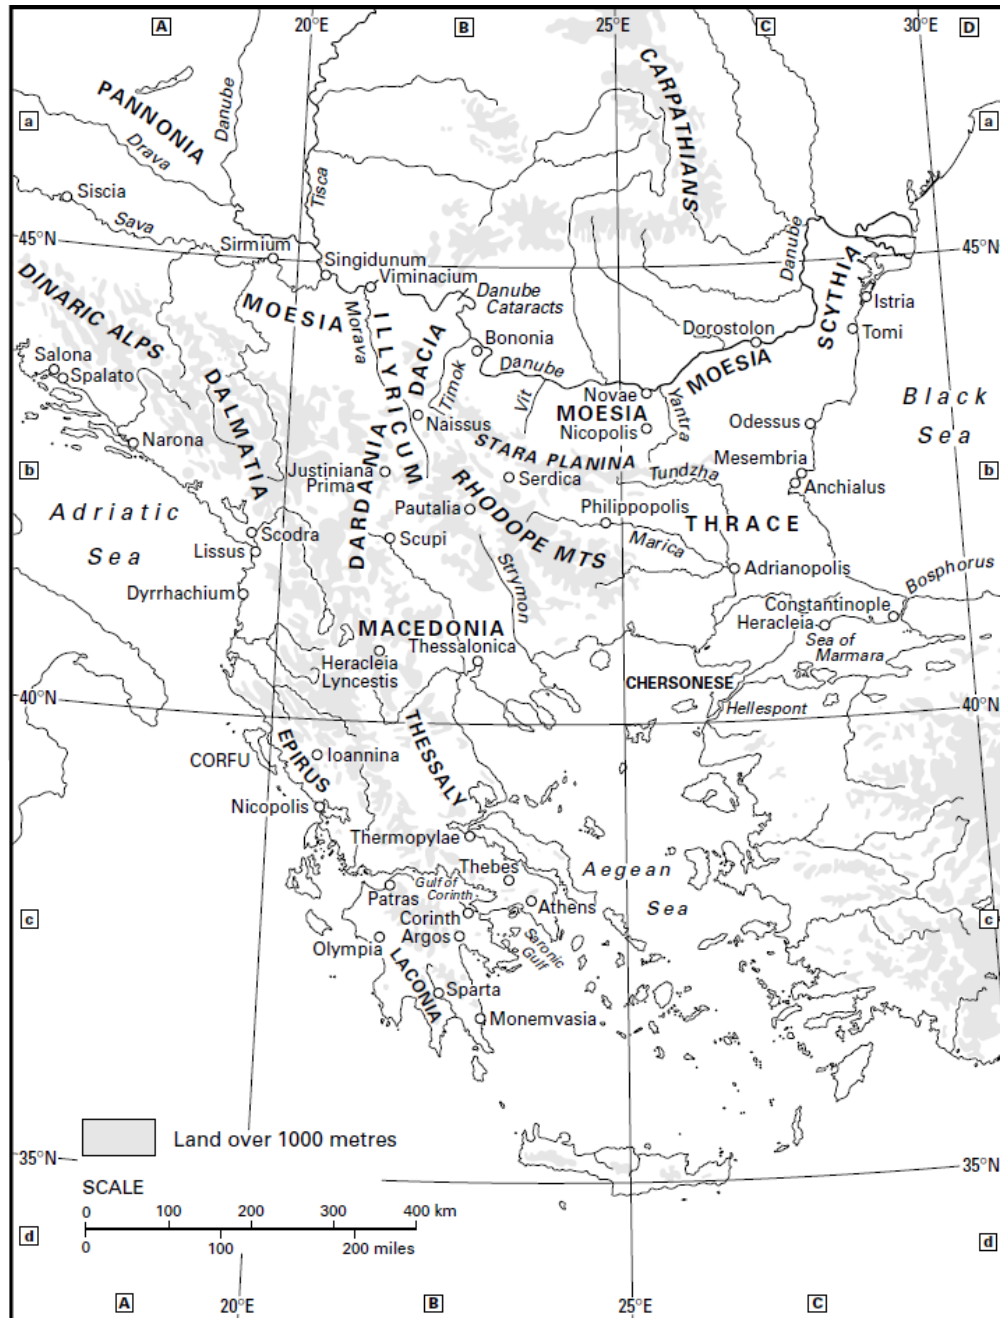 A
20°E
B
25°E
C
30°E
D
a
a
PANNONIA
Danube
Drava
CARPATHIANS
Siscia
Tisca
Sava
45°N
45°N
Sirmium
Singidunum
Viminacium
Danube
SCYTHIA
DINARIC ALPS
MOESIA
Morava
Danube
Cataracts
Istria
Tomi
ILLYRICUM
DACIA
Bononia
Dorostolon
MOESIA
Salona
Spalato
Timok
Danube
Vit
Novae
MOESIA
Nicopolis
Yantra
Black
Sea
DALMATIA
Naissus
Odessus
Narona
STARA PLANINA
Mesembria
b
b
Justiniana
Prima
DARDANIA
Serdica
Tundzha
Anchialus
Adriatic
Sea
RHODOPE MTS
Pautalia
Philippopolis
THRACE
Scodra
Lissus
Scupi
Marica
Strymon
Adrianopolis
Bosphorus
Dyrrhachium
Constantinople
Heracleia
MACEDONIA
Thessalonica
Sea of
Marmara
Heracleia
Lyncestis
CHERSONESE
40°N
40°N
Hellespont
THESSALY
EPIRUS
CORFU
Ioannina
Nicopolis
Thermopylae
Thebes
Aegean
Sea
Gulf of
Corinth
Patras
Athens
Corinth
c
c
Argos
Olympia
Saronic
Gulf
LACONIA
Sparta
Monemvasia
Land over 1000 metres
35°N
35°N
SCALE
0 100 200 300 400 km
0 100 200 miles
d
d
A
20°E
B
25°E
C